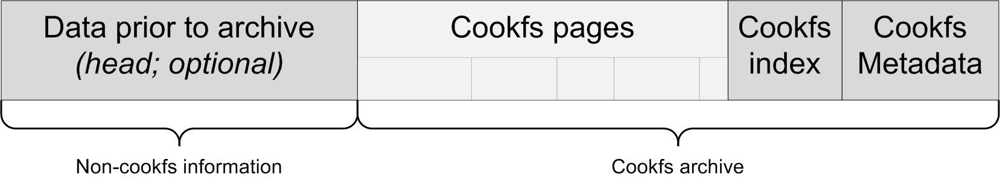 Data prior to archive
(head; optional)
Cookfs pages
Cookfs
index
Cookfs
Metadata
Non-cookfs information
Cookfs archive